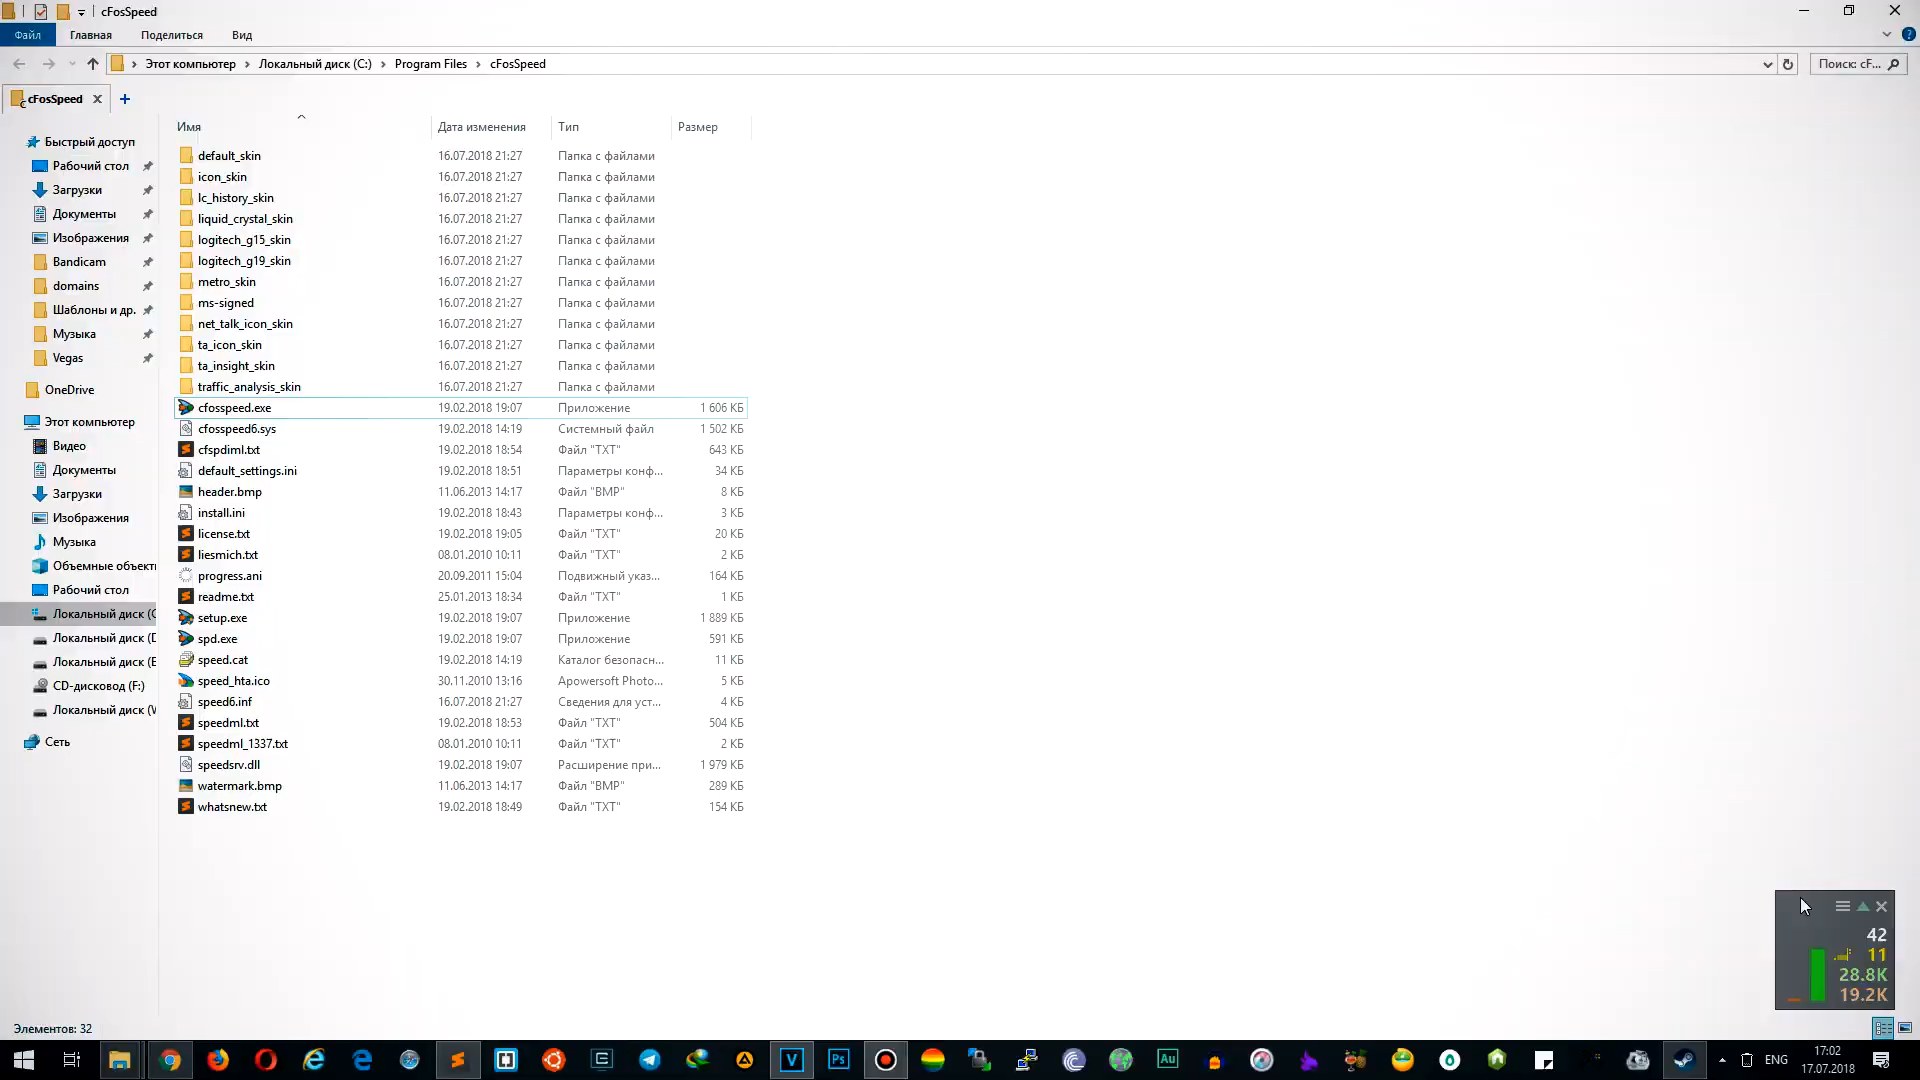 cFosSpeed
Файл Главная Поделиться Вид
Этот компьютер Локальный диск (C:) Program Files cFosSpeed Поиск: cF...
cFosSpeed
Имя Дата изменения Тип Размер
Быстрый доступ
Рабочий стол
Загрузки
Документы
Изображения
Bandicam
domains
Шаблоны и др.
Музыка
Vegas
OneDrive
Этот компьютер
Видео
Документы
Загрузки
Изображения
Музыка
Объемные объект
Рабочий стол
Локальный диск (C
Локальный диск (D
Локальный диск (E
CD-дисковод (F:)
Локальный диск (V
Сеть
default_skin 16.07.2018 21:27 Папка с файлами
icon_skin 16.07.2018 21:27 Папка с файлами
lc_history_skin 16.07.2018 21:27 Папка с файлами
liquid_crystal_skin 16.07.2018 21:27 Папка с файлами
logitech_g15_skin 16.07.2018 21:27 Папка с файлами
logitech_g19_skin 16.07.2018 21:27 Папка с файлами
metro_skin 16.07.2018 21:27 Папка с файлами
ms-signed 16.07.2018 21:27 Папка с файлами
net_talk_icon_skin 16.07.2018 21:27 Папка с файлами
ta_icon_skin 16.07.2018 21:27 Папка с файлами
ta_insight_skin 16.07.2018 21:27 Папка с файлами
traffic_analysis_skin 16.07.2018 21:27 Папка с файлами
cfosspeed.exe 19.02.2018 19:07 Приложение 1 606 КБ
cfosspeed6.sys 19.02.2018 14:19 Системный файл 1 502 КБ
cfspdiml.txt 19.02.2018 18:54 Файл "TXT" 643 КБ
default_settings.ini 19.02.2018 18:51 Параметры конф... 34 КБ
header.bmp 11.06.2013 14:17 Файл "BMP" 8 КБ
install.ini 19.02.2018 18:43 Параметры конф... 3 КБ
license.txt 19.02.2018 19:05 Файл "TXT" 20 КБ
liesmich.txt 08.01.2010 10:11 Файл "TXT" 2 КБ
progress.ani 20.09.2011 15:04 Подвижный указ... 164 КБ
readme.txt 25.01.2013 18:34 Файл "TXT" 1 КБ
setup.exe 19.02.2018 19:07 Приложение 1 889 КБ
spd.exe 19.02.2018 19:07 Приложение 591 КБ
speed.cat 19.02.2018 14:19 Каталог безопасн... 11 КБ
speed_hta.ico 30.11.2010 13:16 Apowersoft Photo... 5 КБ
speed6.inf 16.07.2018 21:27 Сведения для уст... 4 КБ
speedml.txt 19.02.2018 18:53 Файл "TXT" 504 КБ
speedml_1337.txt 08.01.2010 10:11 Файл "TXT" 2 КБ
speedsrv.dll 19.02.2018 19:07 Расширение при... 1 979 КБ
watermark.bmp 11.06.2013 14:17 Файл "BMP" 289 КБ
whatsnew.txt 19.02.2018 18:49 Файл "TXT" 154 КБ
42
11
28.8K
19.2K
Элементов: 32
V Ps Au ENG 17:02
17.07.2018